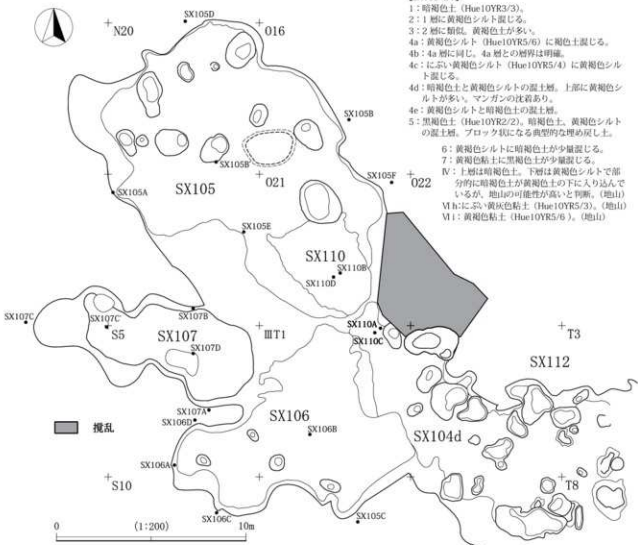 1：暗褐色土（Hue10YR3/3）。
2：1層に黄褐色シルト混じる。
3：2層に類似。黄褐色土が多い。
4a：黄褐色シルト（Hue10YR5/6）に褐色土混じる。
4b：4a層に同じ。4a層との層界は明確。
4c：にぶい黄褐色シルト（Hue10YR5/4）に黄褐色シル
ト混じる。
4d：暗褐色土と黄褐色シルトの混土層。上部に黄褐色シ
ルトが多い。マンガンの沈着あり。
4e：黄褐色シルトと暗褐色土の混土層。
5：黒褐色土（Hue10YR2/2）。暗褐色土、黄褐色シルト
の混土層。ブロック状になる典型的な埋め戻し土。
6：黄褐色シルトに暗褐色土が少量混じる。
7：黄褐色粘土に黒褐色土が少量混じる。
Ⅳ：上層は暗褐色土。下層は黄褐色シルトで部
分的に暗褐色土が黄褐色土の下に入り込んで
いるが、地山の可能性が高いと判断。（地山）
Ⅵh：にぶい黄灰色粘土（Hue10YR5/3）。（地山）
Ⅵi：黄褐色粘土（Hue10YR5/6）。（地山）
N20
SX105D
O16
SX105B
SX105B
SX105A
SX105
O21
SX105F
O22
SX105E
SX110
SX110B
SX110D
SX107C
SX107C
S5
SX107B
SX107
SX107D
ⅢT1
SX110A
SX110C
T3
SX112
SX107A
SX106D
SX106
SX106B
SX104d
撹乱
SX106A
S10
SX106C
SX105C
T8
0
(1:200)
10m